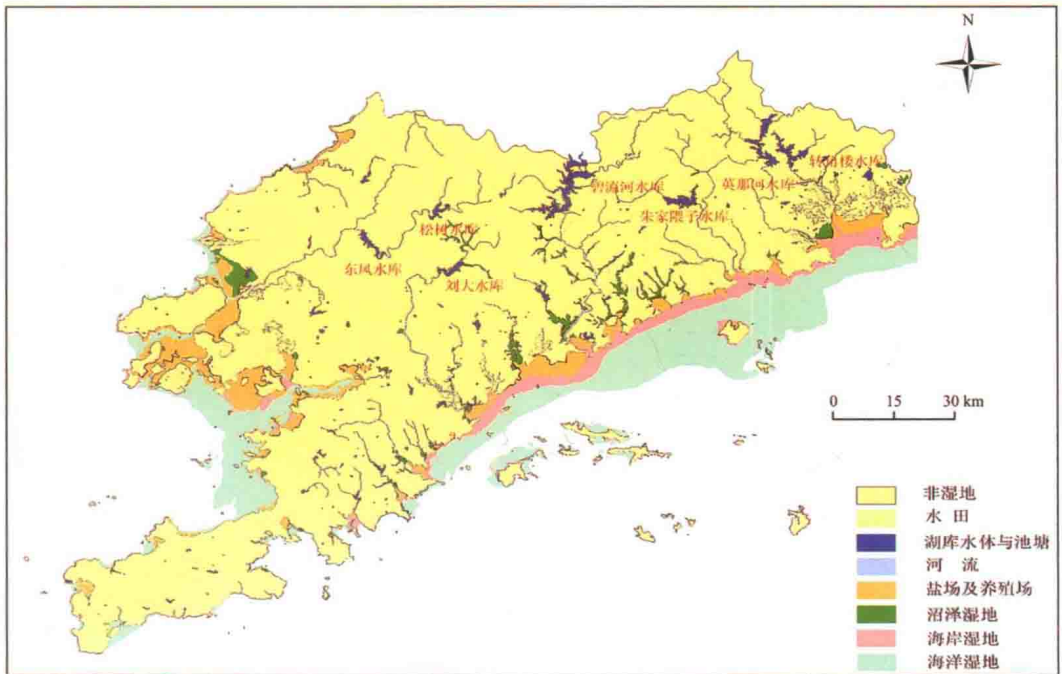 N
转角楼水库
碧流河水库
英那河水库
朱家隈子水库
松树水库
东风水库
刘大水库
0 15 30 km
非湿地
水 田
湖库水体与池塘
河 流
盐场及养殖场
沼泽湿地
海岸湿地
海洋湿地